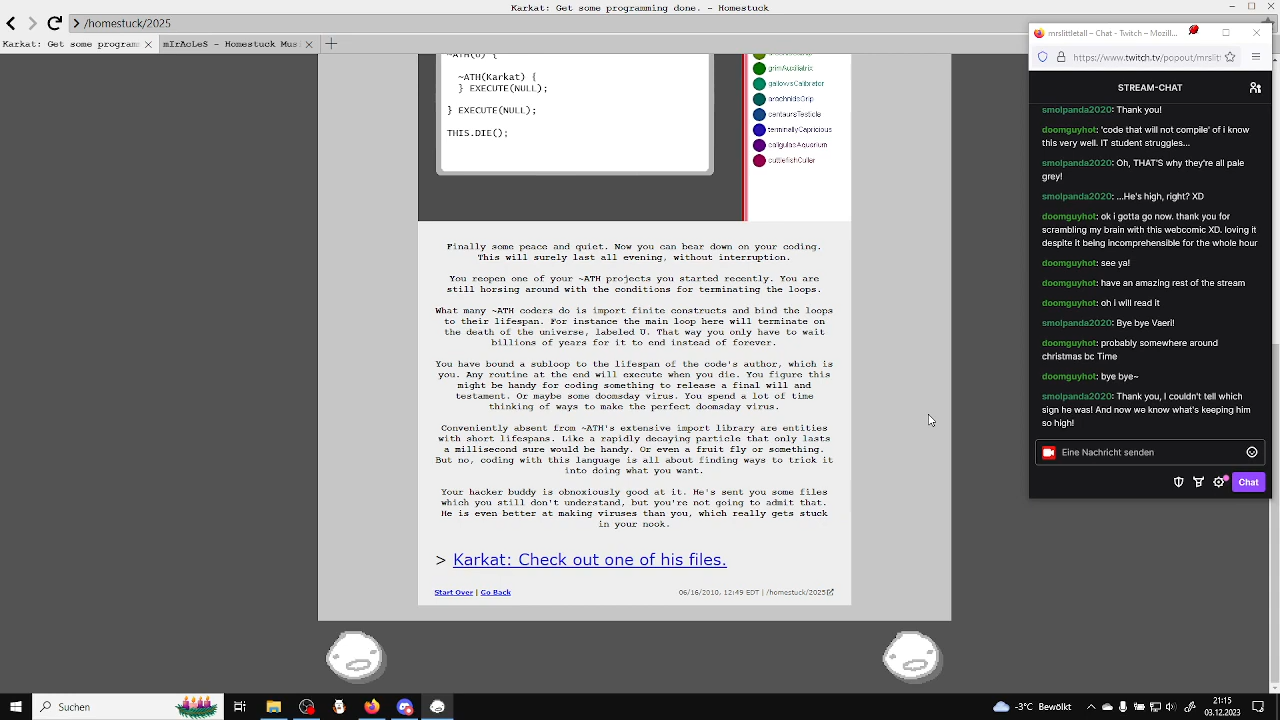 Karkat: Get some programming done. - Homestuck
/homestuck/2025
Karkat: Get some programm
mIrAcLeS - Homestuck Mus
mrslittletall – Chat - Twitch – Mozill...
https://www.twitch.tv/popout/mrslit
STREAM-CHAT
~ATH(Karkat) {
} EXECUTE(NULL);
} EXECUTE(NULL);
THIS.DIE();
grimAuxiliatrix
gallowsCalibrator
arachnidsGrip
centaursTesticle
terminallyCapricious
caligulasAquarium
cuttlefishCuller
Finally some peace and quiet. Now you can bear down on your coding.
This will surely last all evening, without interruption.
You reopen one of your ~ATH projects you started recently. You are
still horsing around with the conditions for terminating the loops.
What many ~ATH coders do is import finite constructs and bind the loops
to their lifespan. For instance the main loop here will terminate on
the death of the universe, labeled U. That way you only have to wait
billions of years for it to end instead of forever.
You have bound a subloop to the lifespan of the code's author, which is
you. Any routine at the end will execute when you die. You figure this
might be handy for coding something to release a final will and
testament. Or maybe some doomsday virus. You spend a lot of time
thinking of ways to make the perfect doomsday virus.
Conveniently absent from ~ATH's extensive import library are entities
with short lifespans. Like a rapidly decaying particle that only lasts
a millisecond sure would be handy. Or even a fruit fly or something.
But no, coding with this language is all about finding ways to trick it
into doing what you want.
Your hacker buddy is obnoxiously good at it. He's sent you some files
which you still don't understand, but you're not going to admit that.
He is even better at making viruses than you, which really gets stuck
in your nook.
> Karkat: Check out one of his files.
Start Over | Go Back
06/16/2010, 12:49 EDT | /homestuck/2025
smolpanda2020: Thank you!
doomguyhot: 'code that will not compile' of i know
this very well. IT student struggles...
smolpanda2020: Oh, THAT'S why they're all pale
grey!
smolpanda2020: ...He's high, right? XD
doomguyhot: ok i gotta go now. thank you for
scrambling my brain with this webcomic XD. loving it
despite it being incomprehensible for the whole hour
doomguyhot: see ya!
doomguyhot: have an amazing rest of the stream
doomguyhot: oh i will read it
smolpanda2020: Bye bye Vaeri!
doomguyhot: probably somewhere around
christmas bc Time
doomguyhot: bye bye~
smolpanda2020: Thank you, I couldn't tell which
sign he was! And now we know what's keeping him
so high!
Eine Nachricht senden
Chat
Suchen
-3°C Bewölkt
21:15
03.12.2023